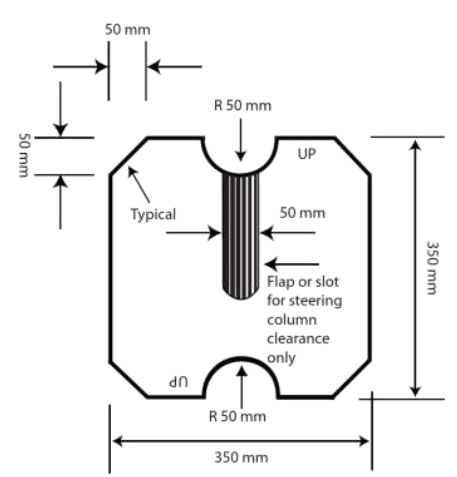 50 mm
R 50 mm
50 mm
UP
Typical
50 mm
350 mm
Flap or slot
for steering
column
clearance
only
UP
R 50 mm
350 mm